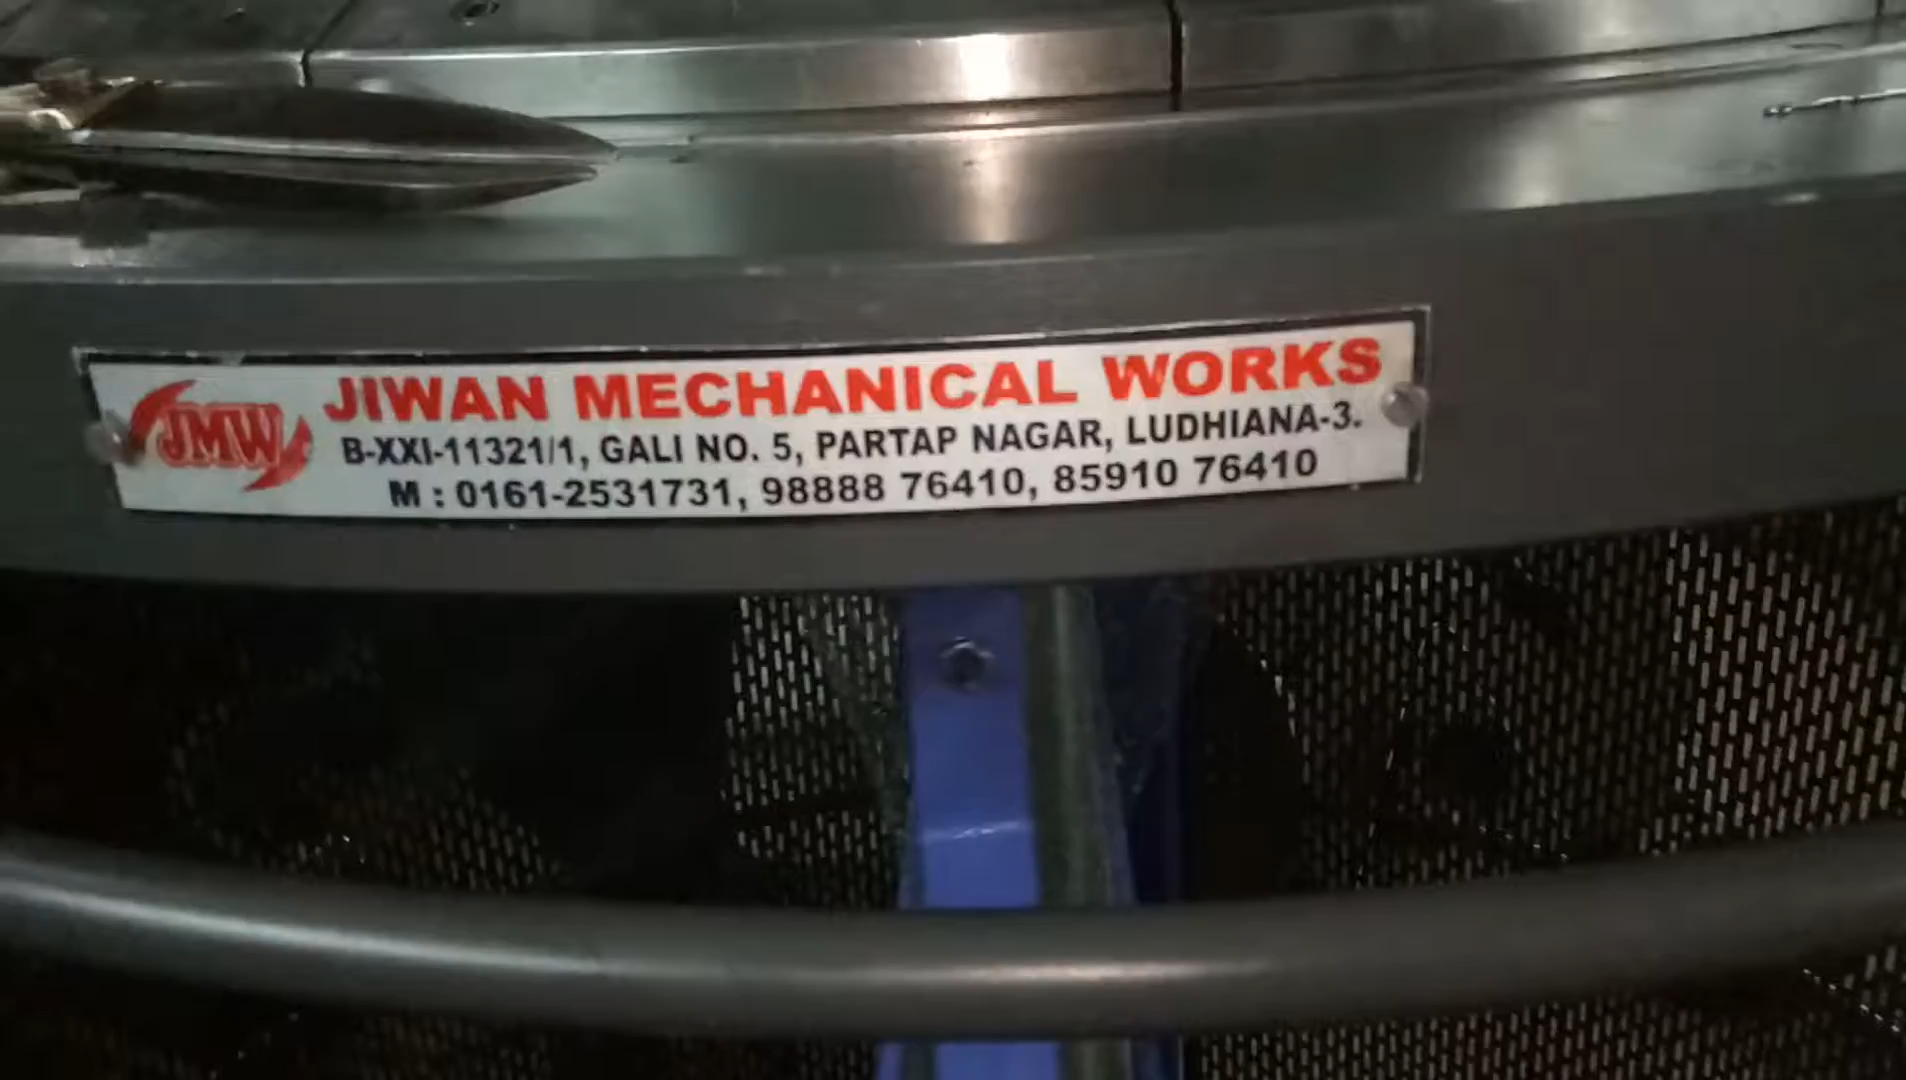 JMW
JIWAN MECHANICAL WORKS
B-XXI-11321/1, GALI NO. 5, PARTAP NAGAR, LUDHIANA-3.
M : 0161-2531731, 98888 76410, 85910 76410